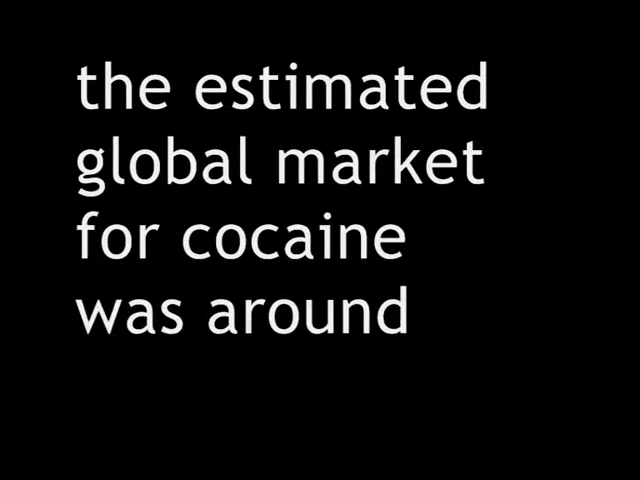 the estimated
global market
for cocaine
was around